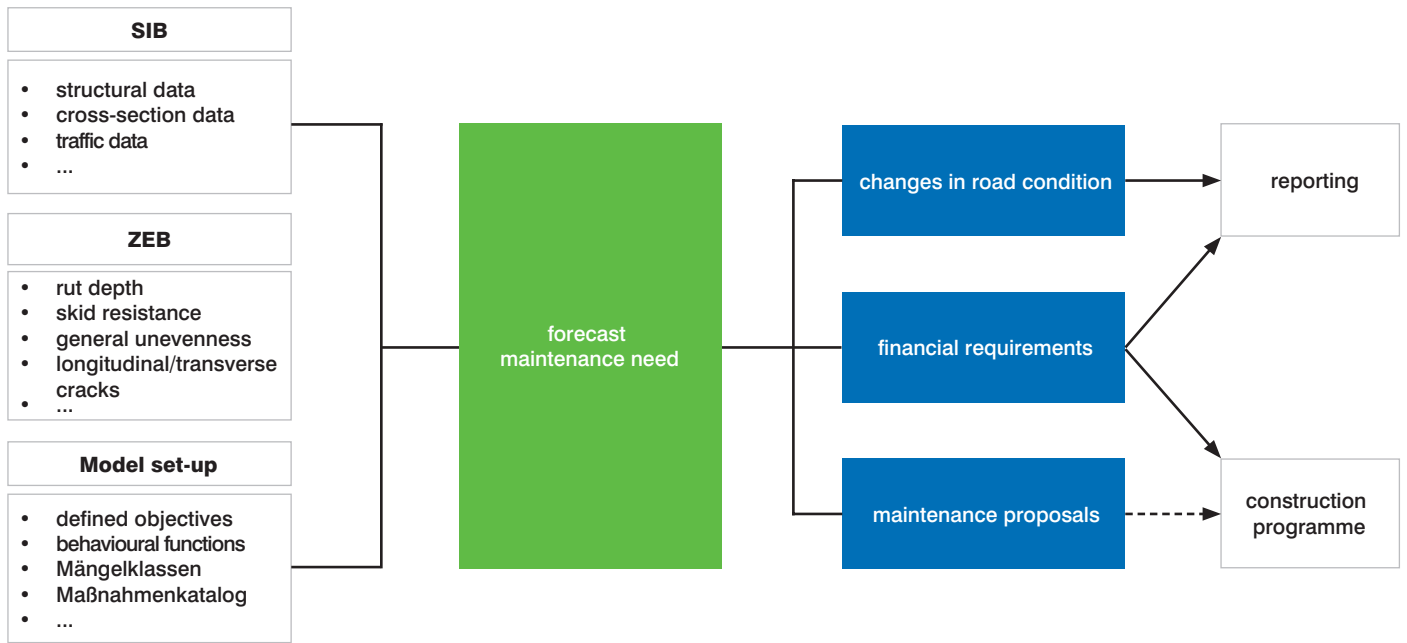 SIB
• structural data
• cross-section data
• traffic data
• ...
ZEB
• rut depth
• skid resistance
• general unevenness
• longitudinal/transverse
cracks
• ...
Model set-up
• defined objectives
• behavioural functions
• Mängelklassen
• Maßnahmenkatalog
• ...
forecast
maintenance need
changes in road condition
financial requirements
maintenance proposals
reporting
construction
programme